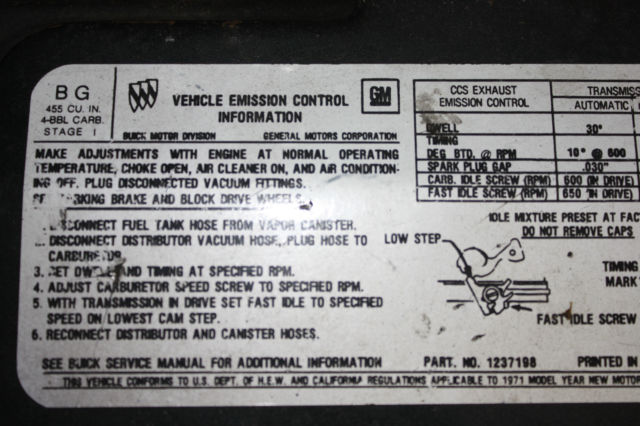 BG
455 CU. IN.
4-BBL CARB.
STAGE I
VEHICLE EMISSION CONTROL
INFORMATION
GM
BUICK MOTOR DIVISION GENERAL MOTORS CORPORATION
CCS EXHAUST
EMISSION CONTROL
TRANSMISS
AUTOMATIC
DWELL 30°
TIMING
DEG BTD. @ RPM 10° @ 600
SPARK PLUG GAP .030"
CARB. IDLE SCREW (RPM) 600 (IN DRIVE)
FAST IDLE SCREW (RPM) 650 (IN DRIVE)
MAKE ADJUSTMENTS WITH ENGINE AT NORMAL OPERATING
TEMPERATURE, CHOKE OPEN, AIR CLEANER ON, AND AIR CONDITION-
ING OFF. PLUG DISCONNECTED VACUUM FITTINGS.
BRAKE AND BLOCK DRIVE WHEELS.
DISCONNECT FUEL TANK HOSE FROM VAPOR CANISTER.
DISCONNECT DISTRIBUTOR VACUUM HOSE, PLUG HOSE TO
CARBURETOR.
3. SET DWELL AND TIMING AT SPECIFIED RPM.
4. ADJUST CARBURETOR SPEED SCREW TO SPECIFIED RPM.
5. WITH TRANSMISSION IN DRIVE SET FAST IDLE TO SPECIFIED
SPEED ON LOWEST CAM STEP.
6. RECONNECT DISTRIBUTOR AND CANISTER HOSES.
IDLE MIXTURE PRESET AT FAC
DO NOT REMOVE CAPS
LOW STEP
TIMING
MARK
FAST IDLE SCREW
SEE BUICK SERVICE MANUAL FOR ADDITIONAL INFORMATION PART. NO. 1237198 PRINTED IN
THIS VEHICLE CONFORMS TO U.S. DEPT. OF H.E.W. AND CALIFORNIA REGULATIONS APPLICABLE TO 1971 MODEL YEAR NEW MOTOR